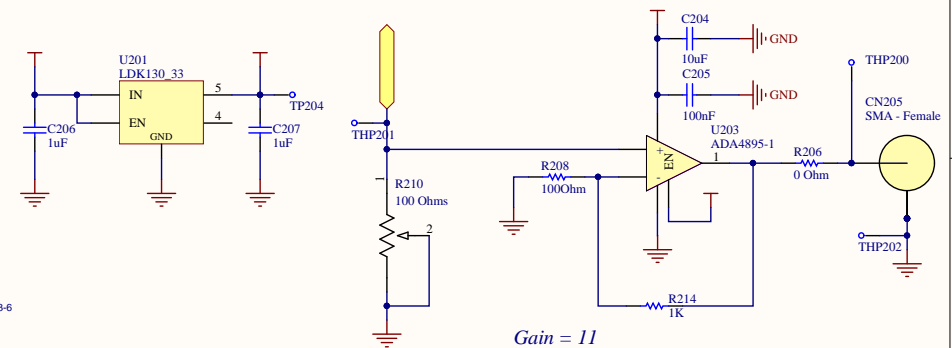 U201
LDK130_33
IN
EN
GND
5
4
TP204
C206
1uF
C207
1uF
THP201
1
R210
100 Ohms
2
C204
10uF
GND
C205
100nF
GND
U203
ADA4895-1
+
-
EN
1
R208
100Ohm
R214
1K
R206
0 Ohm
THP200
CN205
SMA - Female
THP202
Gain = 11